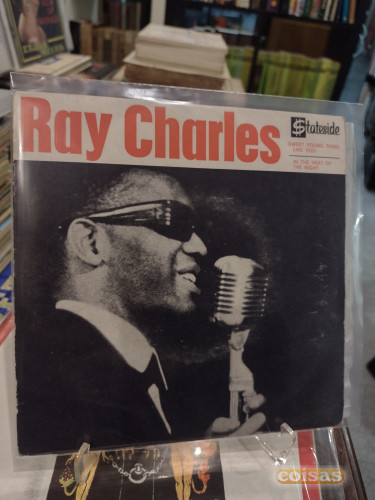 Ray Charles
Stateside
SWEET YOUNG THING
LIKE YOU
IN THE HEAT OF
THE NIGHT
coisas